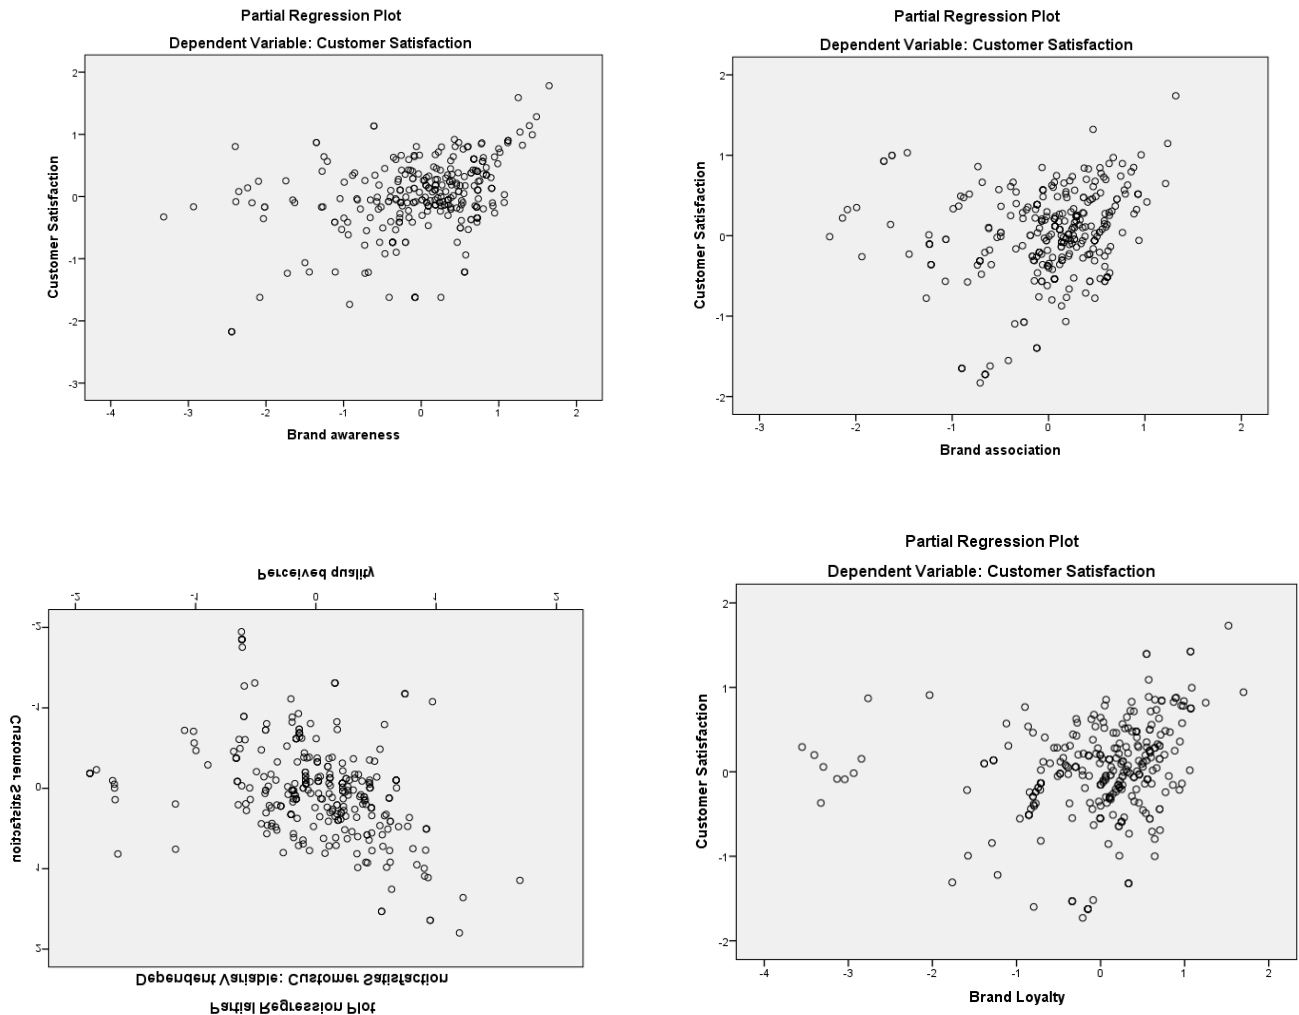 Partial Regression Plot
Dependent Variable: Customer Satisfaction
Customer Satisfaction
2
1
0
-1
-2
-3
-4 -3 -2 -1 0 1 2
Brand awareness
Partial Regression Plot
Dependent Variable: Customer Satisfaction
Customer Satisfaction
2
1
0
-1
-2
-3 -2 -1 0 1 2
Brand association
Perceived quality
-2 -1 0 1 2
Customer Satisfaction
-2
-1
0
1
2
Dependent Variable: Customer Satisfaction
Partial Regression Plot
Partial Regression Plot
Dependent Variable: Customer Satisfaction
Customer Satisfaction
2
1
0
-1
-2
-4 -3 -2 -1 0 1 2
Brand Loyalty